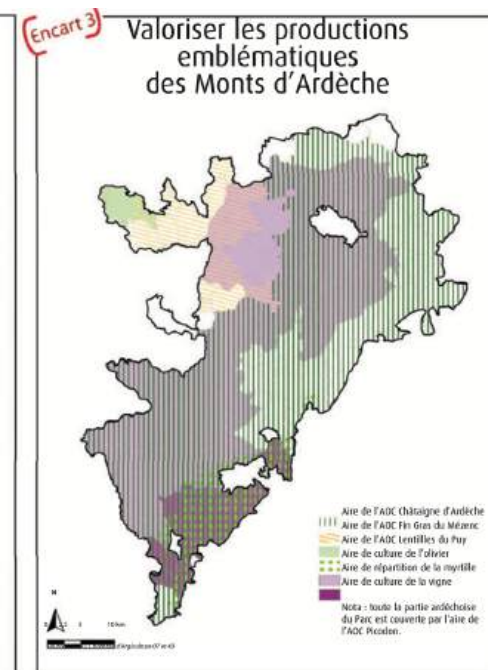 Encart 3
Valoriser les productions
emblématiques
des Monts d'Ardèche
Aire de l'AOC Châtaigne d'Ardèche
Aire de l'AOC Fin Gras du Mézenc
Aire de l'AOC Lentilles du Puy
Aire de culture de l'olivier
Aire de répartition de la myrtille
Aire de culture de la vigne
Nota : toute la partie ardéchoise
du Parc est couverte par l'aire de
l'AOC Picodon.
N
10 km